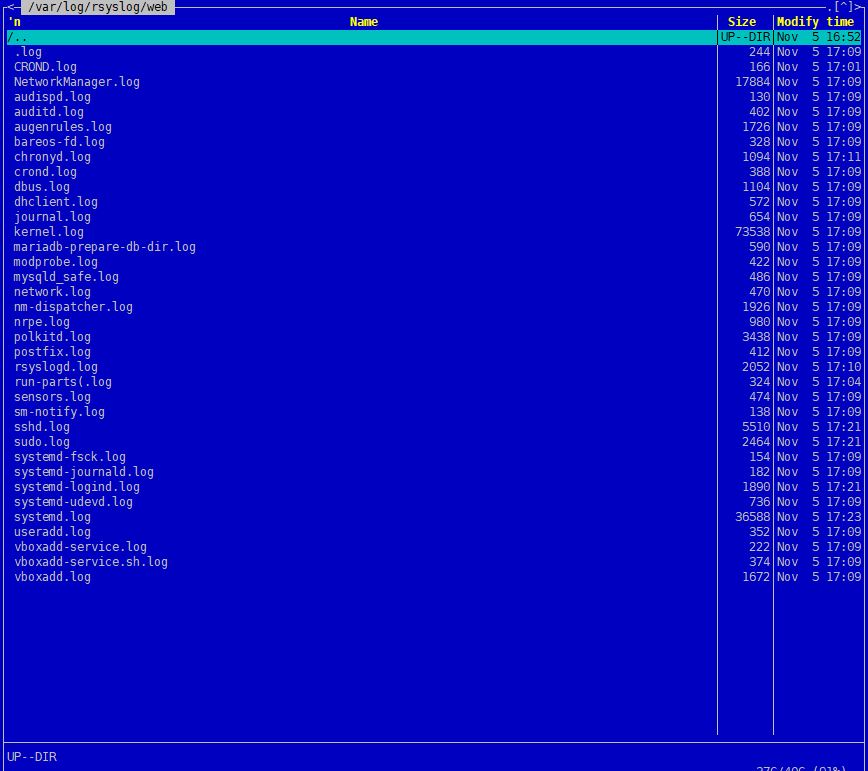 <- /var/log/rsyslog/web .[^]>
'n Name Size Modify time
/.. UP--DIR Nov 5 16:52
.log 244 Nov 5 17:09
CROND.log 166 Nov 5 17:01
NetworkManager.log 17884 Nov 5 17:09
audispd.log 130 Nov 5 17:09
auditd.log 402 Nov 5 17:09
augenrules.log 1726 Nov 5 17:09
bareos-fd.log 328 Nov 5 17:09
chronyd.log 1094 Nov 5 17:11
crond.log 388 Nov 5 17:09
dbus.log 1104 Nov 5 17:09
dhclient.log 572 Nov 5 17:09
journal.log 654 Nov 5 17:09
kernel.log 73538 Nov 5 17:09
mariadb-prepare-db-dir.log 590 Nov 5 17:09
modprobe.log 422 Nov 5 17:09
mysqld_safe.log 486 Nov 5 17:09
network.log 470 Nov 5 17:09
nm-dispatcher.log 1926 Nov 5 17:09
nrpe.log 980 Nov 5 17:09
polkitd.log 3438 Nov 5 17:09
postfix.log 412 Nov 5 17:09
rsyslogd.log 2052 Nov 5 17:10
run-parts(.log 324 Nov 5 17:04
sensors.log 474 Nov 5 17:09
sm-notify.log 138 Nov 5 17:09
sshd.log 5510 Nov 5 17:21
sudo.log 2464 Nov 5 17:21
systemd-fsck.log 154 Nov 5 17:09
systemd-journald.log 182 Nov 5 17:09
systemd-logind.log 1890 Nov 5 17:21
systemd-udevd.log 736 Nov 5 17:09
systemd.log 36588 Nov 5 17:23
useradd.log 352 Nov 5 17:09
vboxadd-service.log 222 Nov 5 17:09
vboxadd-service.sh.log 374 Nov 5 17:09
vboxadd.log 1672 Nov 5 17:09
UP--DIR